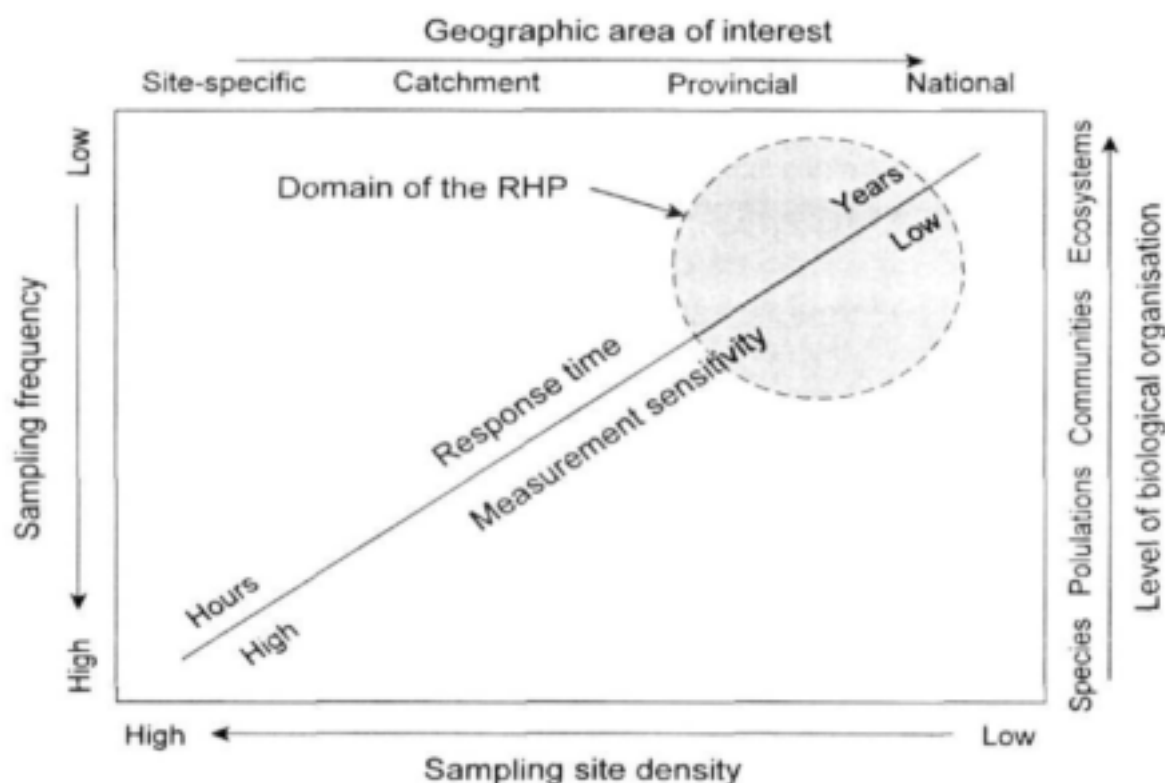 Geographic area of interest
Site-specific Catchment Provincial National
Low
Sampling frequency
High
Domain of the RHP
Years
Low
Response time
Measurement sensitivity
Hours
High
Ecosystems
Communities
Polulations
Species
Level of biological organisation
High Low
Sampling site density